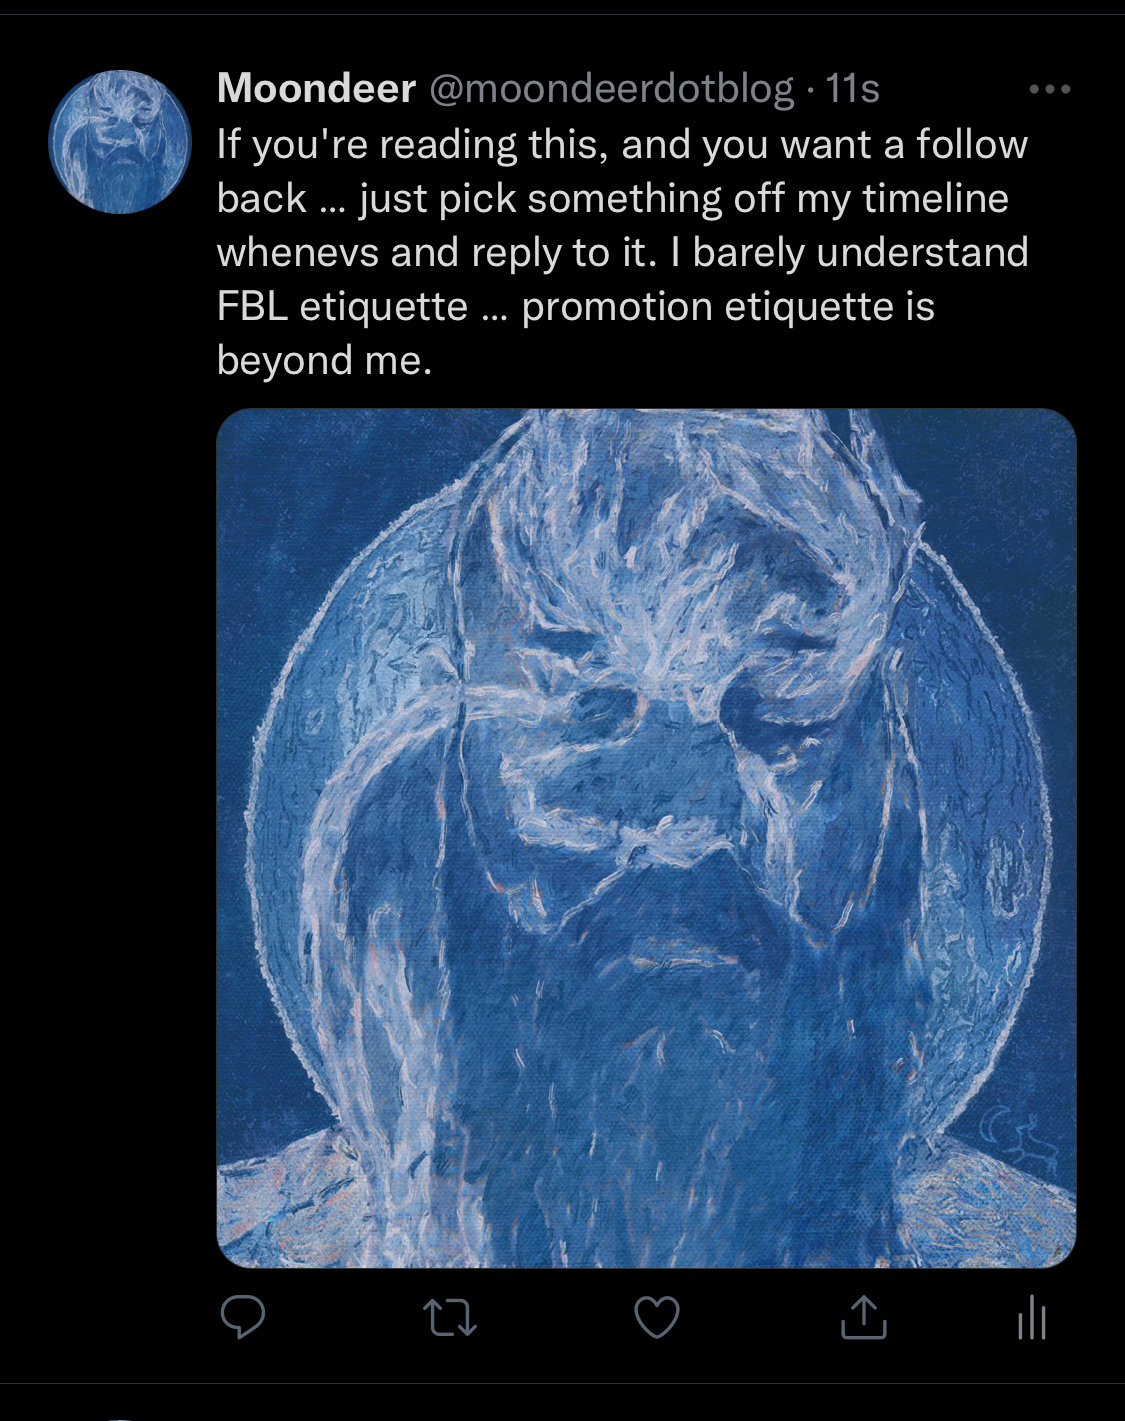 Moondeer @moondeerdotblog · 11s
If you're reading this, and you want a follow
back ... just pick something off my timeline
whenevs and reply to it. I barely understand
FBL etiquette ... promotion etiquette is
beyond me.